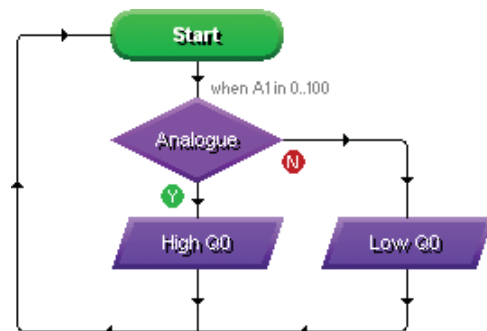 Start
when A1 in 0..100
Analogue
N
Y
High Q0
Low Q0